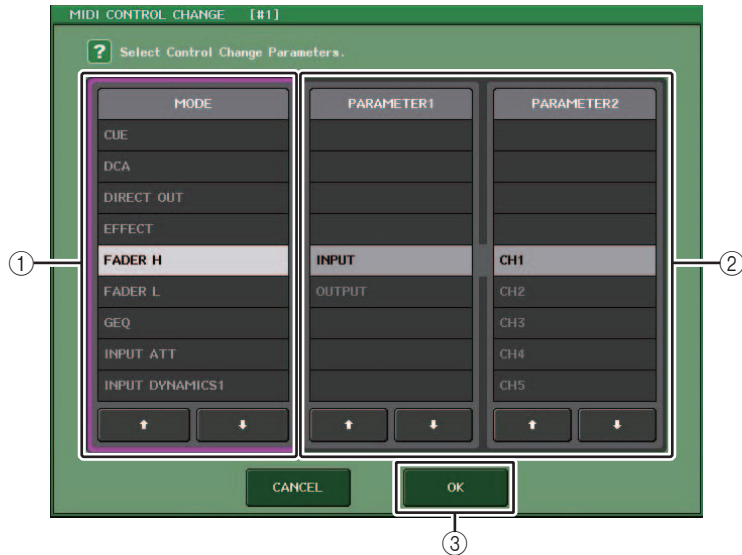 MIDI CONTROL CHANGE [#1]
? Select Control Change Parameters.
MODE PARAMETER1 PARAMETER2
CUE
DCA
DIRECT OUT
EFFECT
① FADER H INPUT CH1 ②
FADER L OUTPUT CH2
GEQ CH3
INPUT ATT CH4
INPUT DYNAMICS1 CH5
CANCEL OK
③